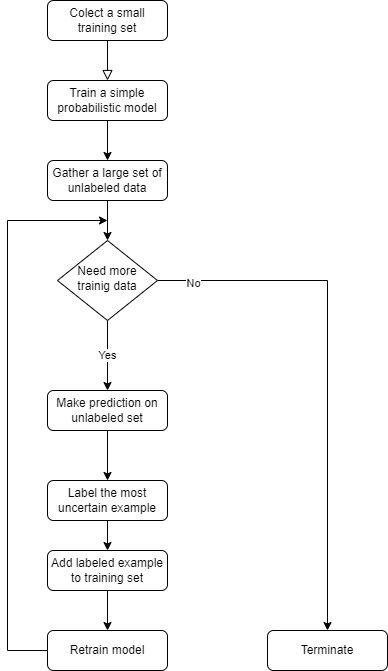 Colect a small
training set
Train a simple
probabilistic model
Gather a large set of
unlabeled data
Need more
trainig data
No
Yes
Make prediction on
unlabeled set
Label the most
uncertain example
Add labeled example
to training set
Retrain model
Terminate